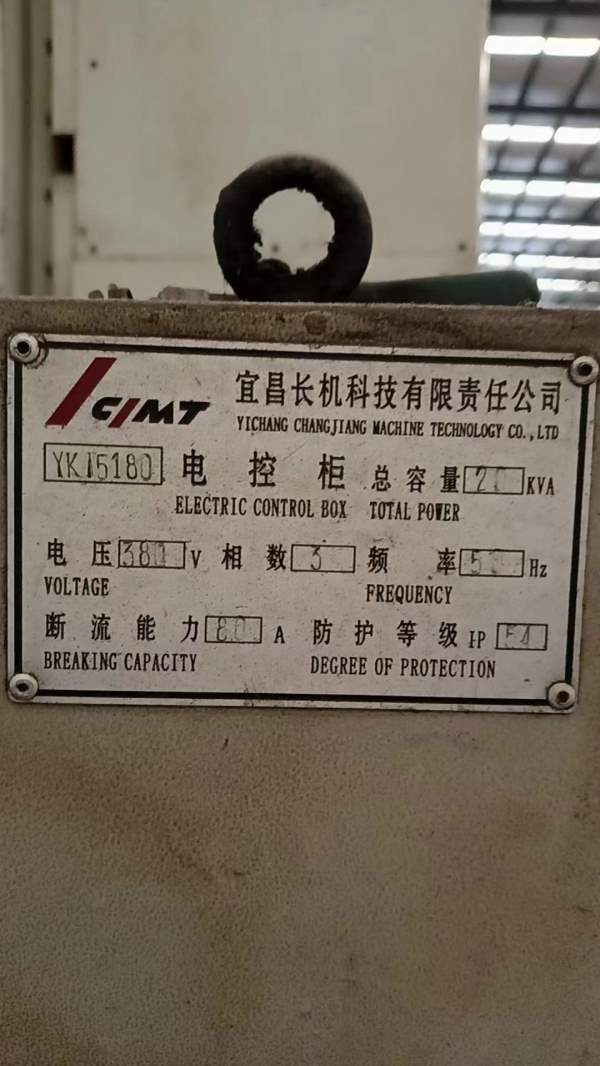 CJMT 宜昌长机科技有限责任公司
YICHANG CHANGJIANG MACHINE TECHNOLOGY CO.,LTD
电控柜 总容量 KVA
ELECTRIC CONTROL BOX TOTAL POWER
电压 380 V 相数 3 频率 Hz
VOLTAGE FREQUENCY
断流能力 80 A 防护等级 IP 54
BREAKING CAPACITY DEGREE OF PROTECTION